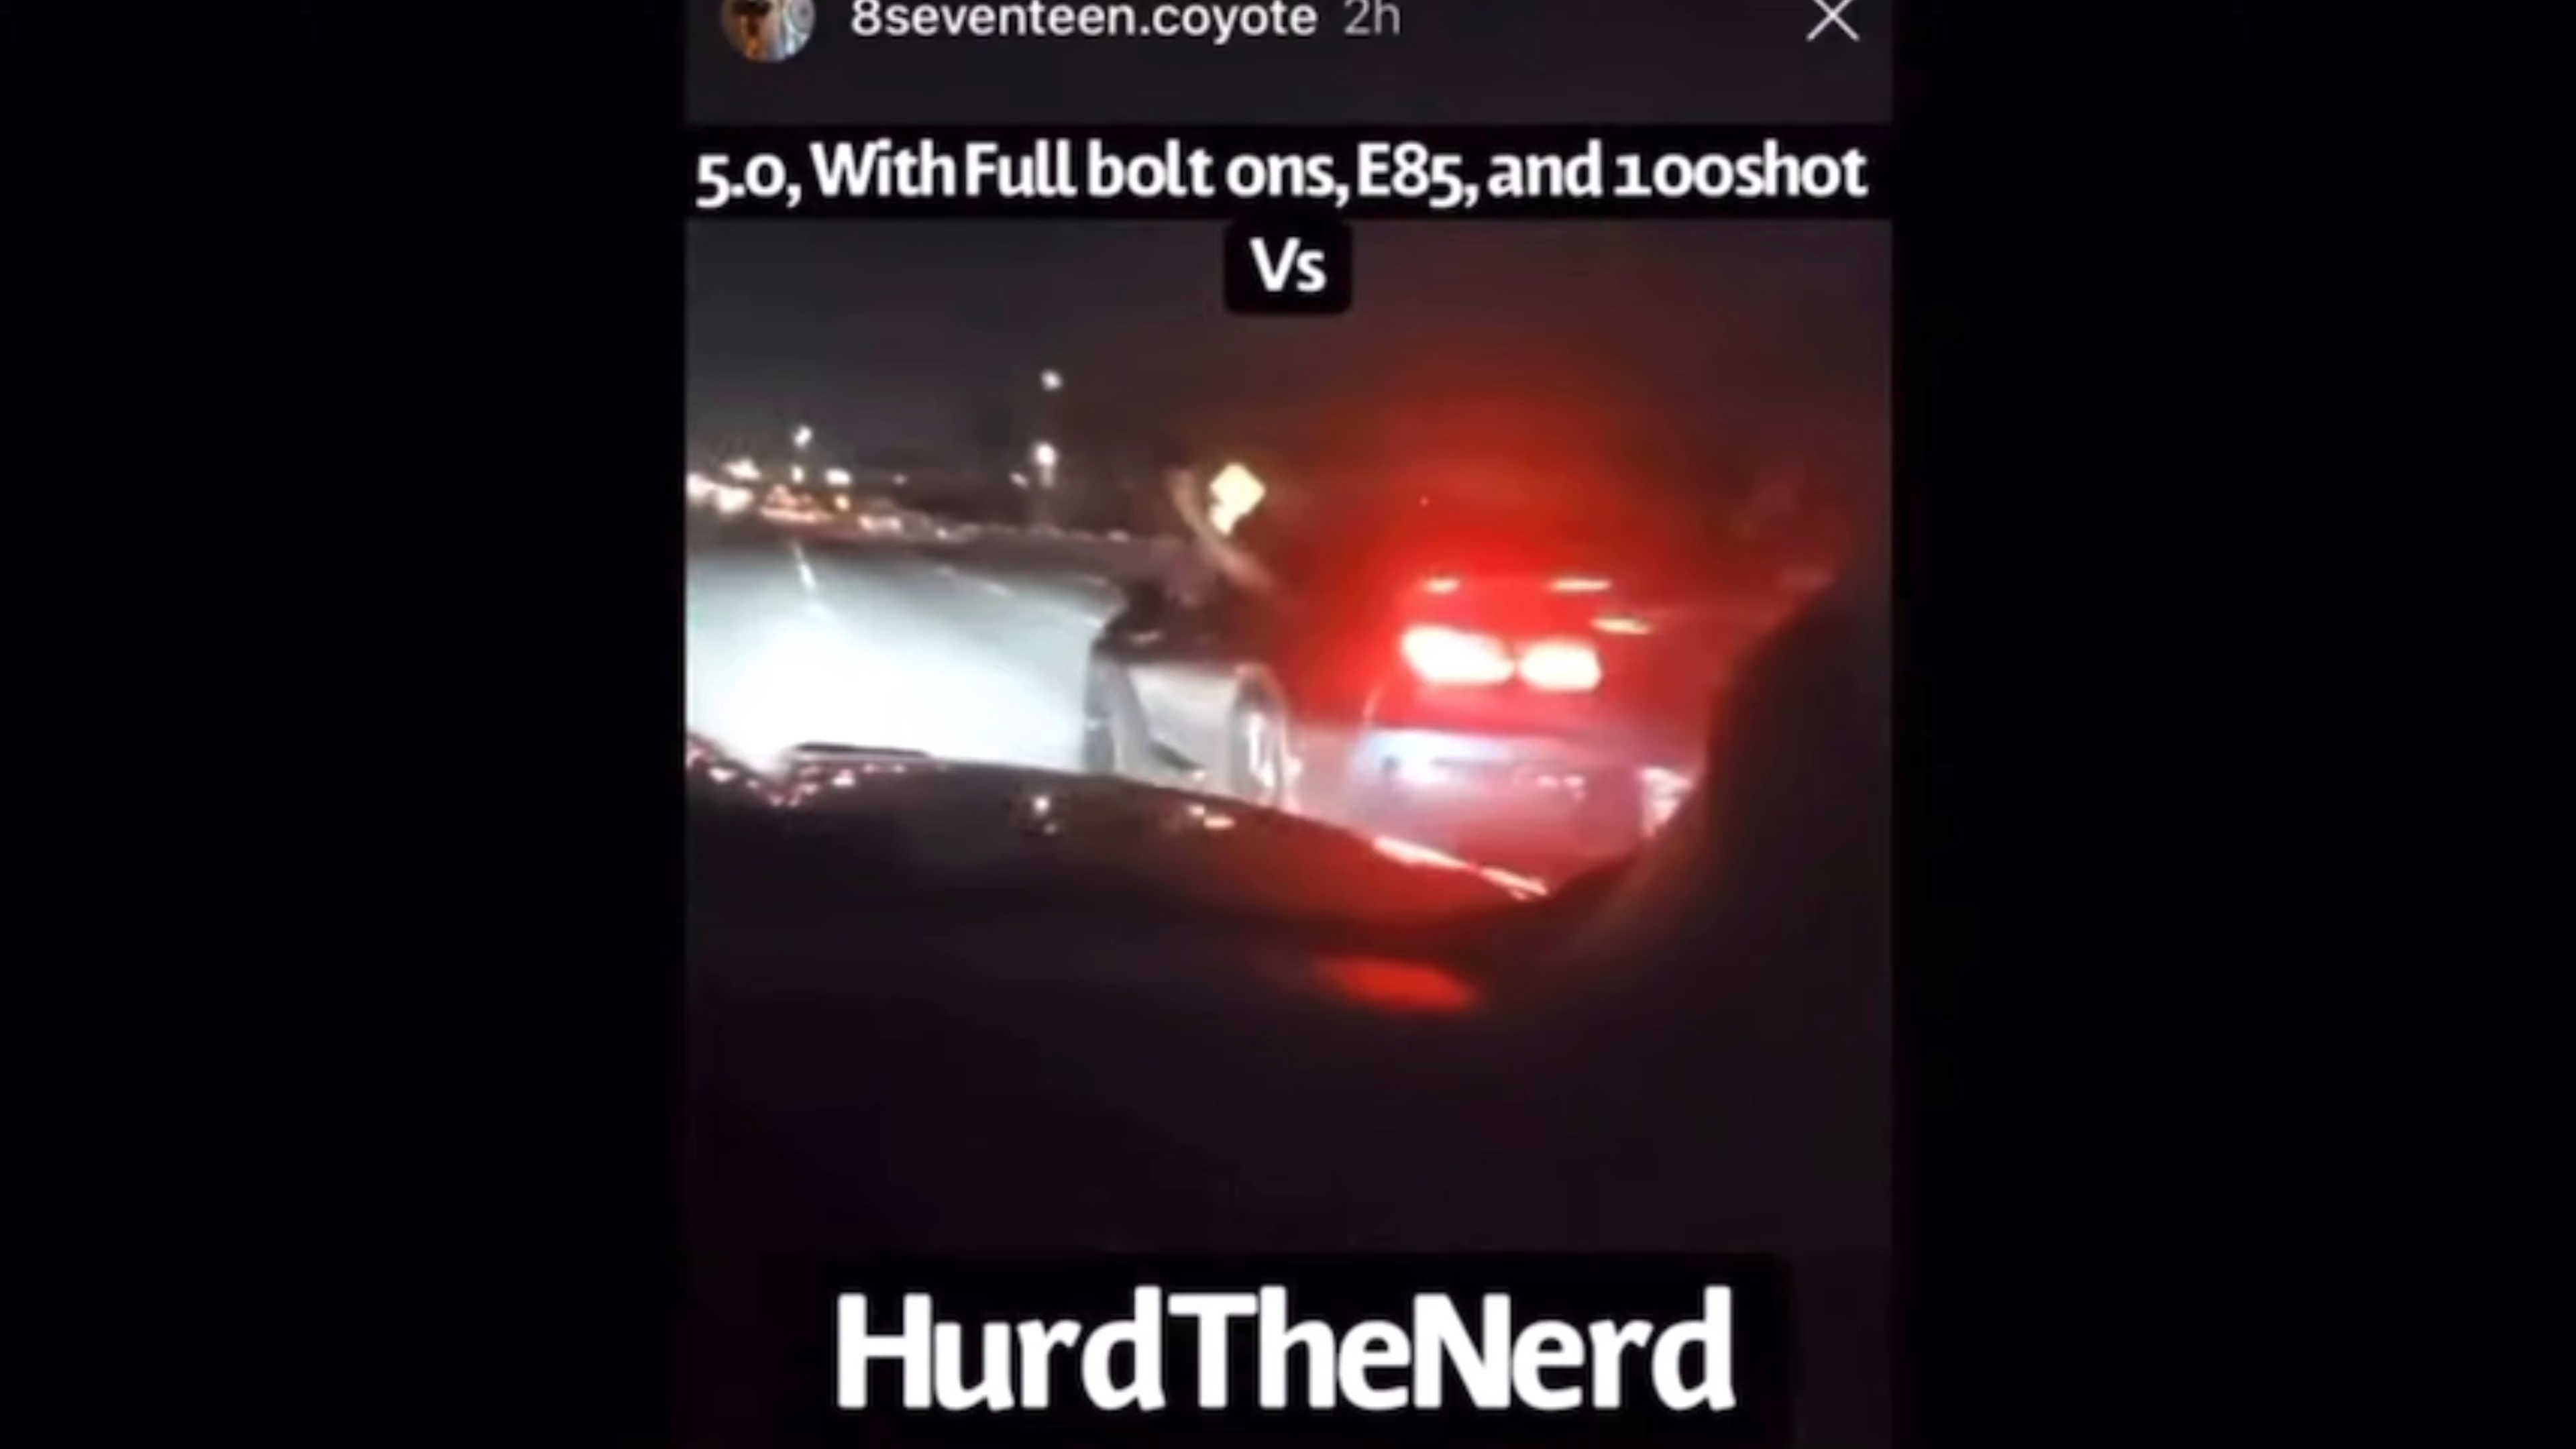 8seventeen.coyote 2h
5.0, With Full bolt ons, E85, and 100shot
Vs
HurdTheNerd